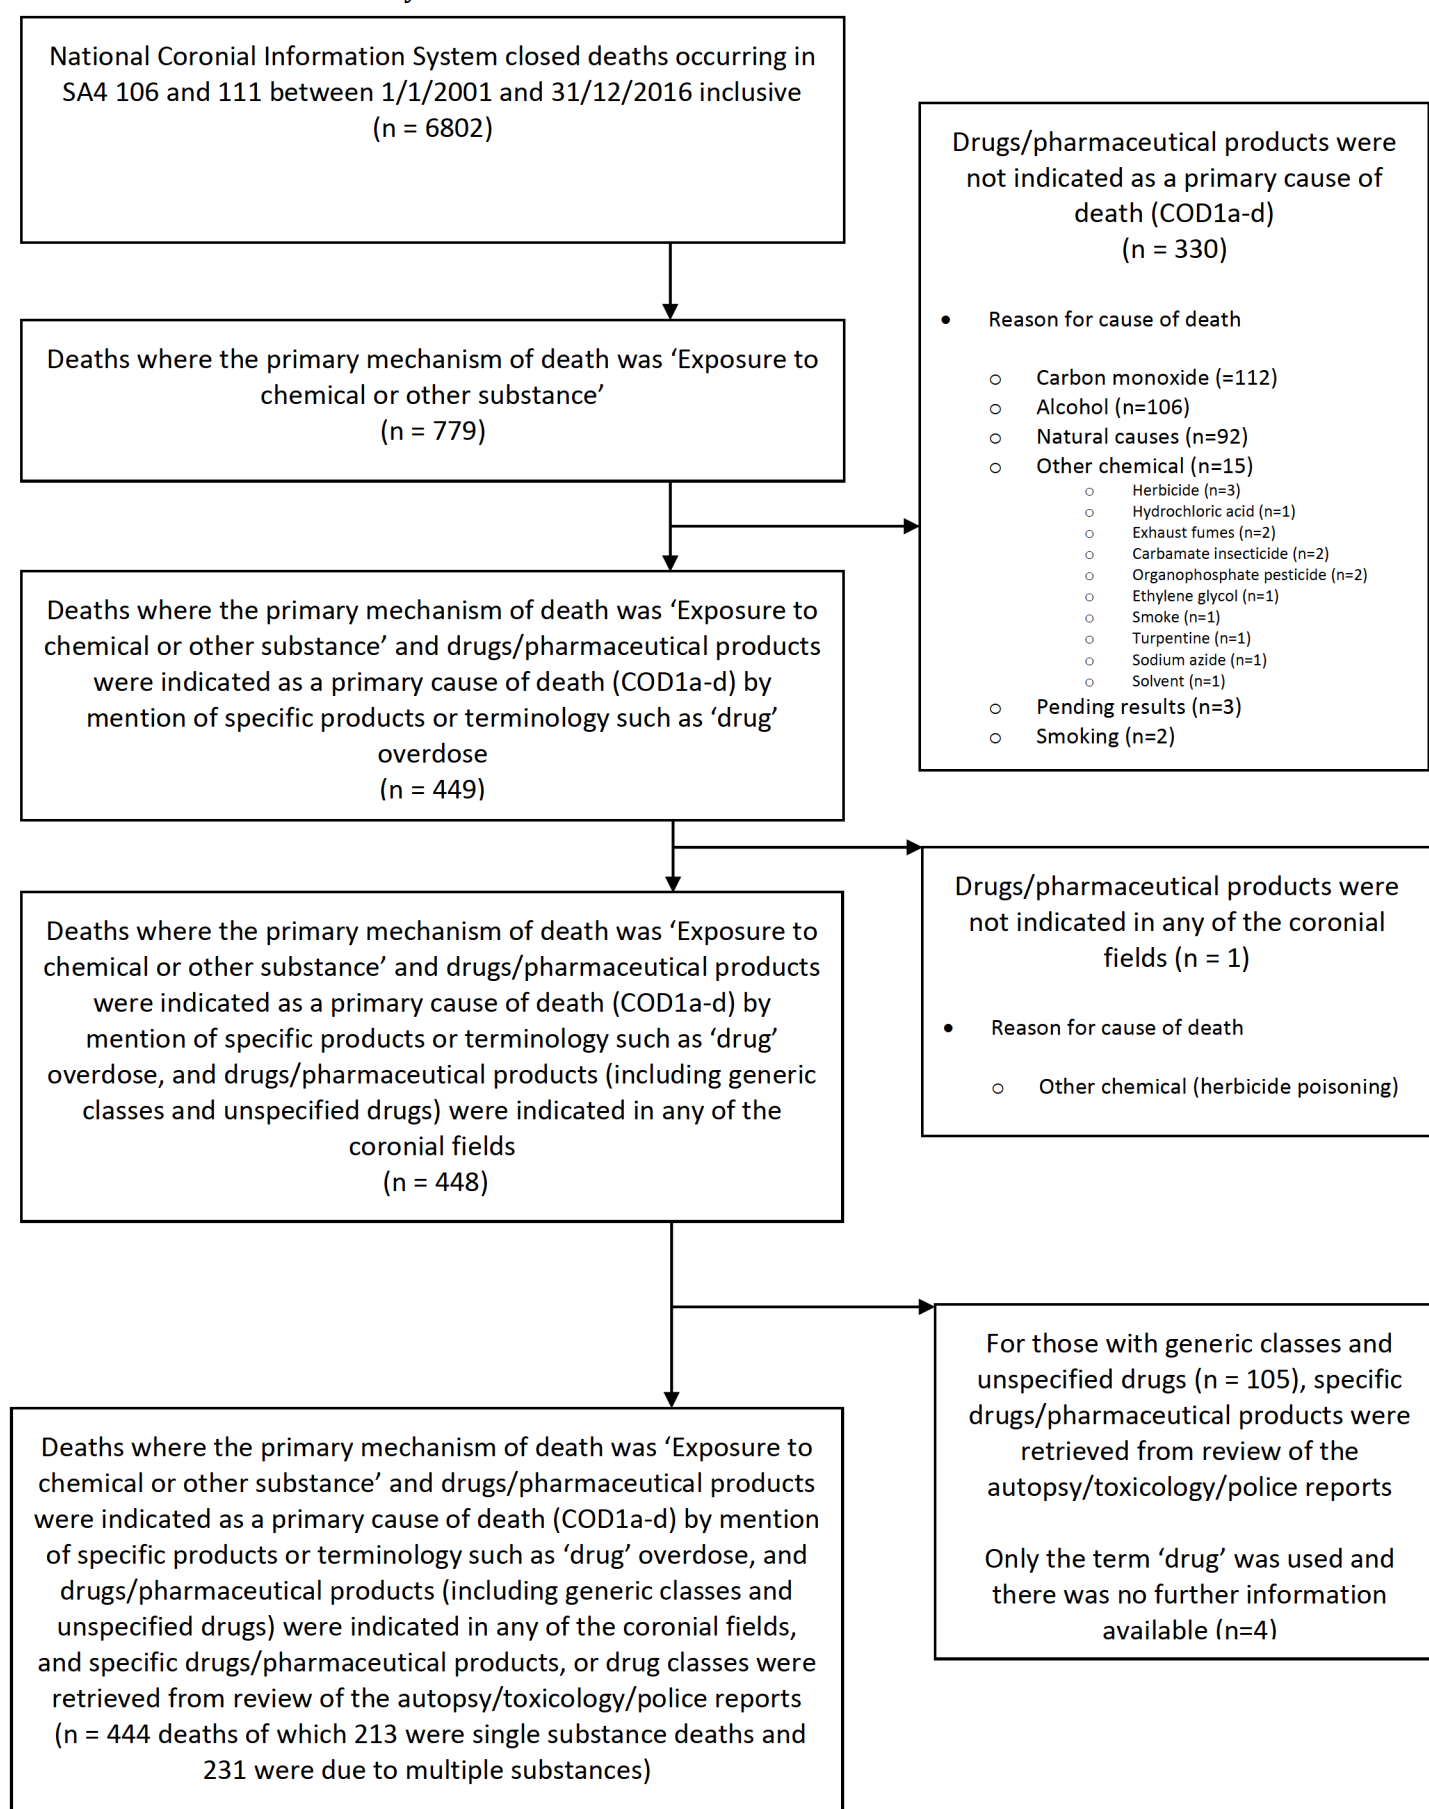 National Coronial Information System closed deaths occurring in
SA4 106 and 111 between 1/1/2001 and 31/12/2016 inclusive
(n = 6802)
Deaths where the primary mechanism of death was ‘Exposure to
chemical or other substance’
(n = 779)
Drugs/pharmaceutical products were
not indicated as a primary cause of
death (COD1a-d)
(n = 330)
• Reason for cause of death
o Carbon monoxide (=112)
o Alcohol (n=106)
o Natural causes (n=92)
o Other chemical (n=15)
o Herbicide (n=3)
o Hydrochloric acid (n=1)
o Exhaust fumes (n=2)
o Carbamate insecticide (n=2)
o Organophosphate pesticide (n=2)
o Ethylene glycol (n=1)
o Smoke (n=1)
o Turpentine (n=1)
o Sodium azide (n=1)
o Solvent (n=1)
o Pending results (n=3)
o Smoking (n=2)
Deaths where the primary mechanism of death was ‘Exposure to
chemical or other substance’ and drugs/pharmaceutical products
were indicated as a primary cause of death (COD1a-d) by
mention of specific products or terminology such as ‘drug’
overdose
(n = 449)
Drugs/pharmaceutical products were
not indicated in any of the coronial
fields (n = 1)
• Reason for cause of death
o Other chemical (herbicide poisoning)
Deaths where the primary mechanism of death was ‘Exposure to
chemical or other substance’ and drugs/pharmaceutical products
were indicated as a primary cause of death (COD1a-d) by
mention of specific products or terminology such as ‘drug’
overdose, and drugs/pharmaceutical products (including generic
classes and unspecified drugs) were indicated in any of the
coronial fields
(n = 448)
For those with generic classes and
unspecified drugs (n = 105), specific
drugs/pharmaceutical products were
retrieved from review of the
autopsy/toxicology/police reports
Only the term ‘drug’ was used and
there was no further information
available (n=4)
Deaths where the primary mechanism of death was ‘Exposure to
chemical or other substance’ and drugs/pharmaceutical products
were indicated as a primary cause of death (COD1a-d) by mention
of specific products or terminology such as ‘drug’ overdose, and
drugs/pharmaceutical products (including generic classes and
unspecified drugs) were indicated in any of the coronial fields,
and specific drugs/pharmaceutical products, or drug classes were
retrieved from review of the autopsy/toxicology/police reports
(n = 444 deaths of which 213 were single substance deaths and
231 were due to multiple substances)